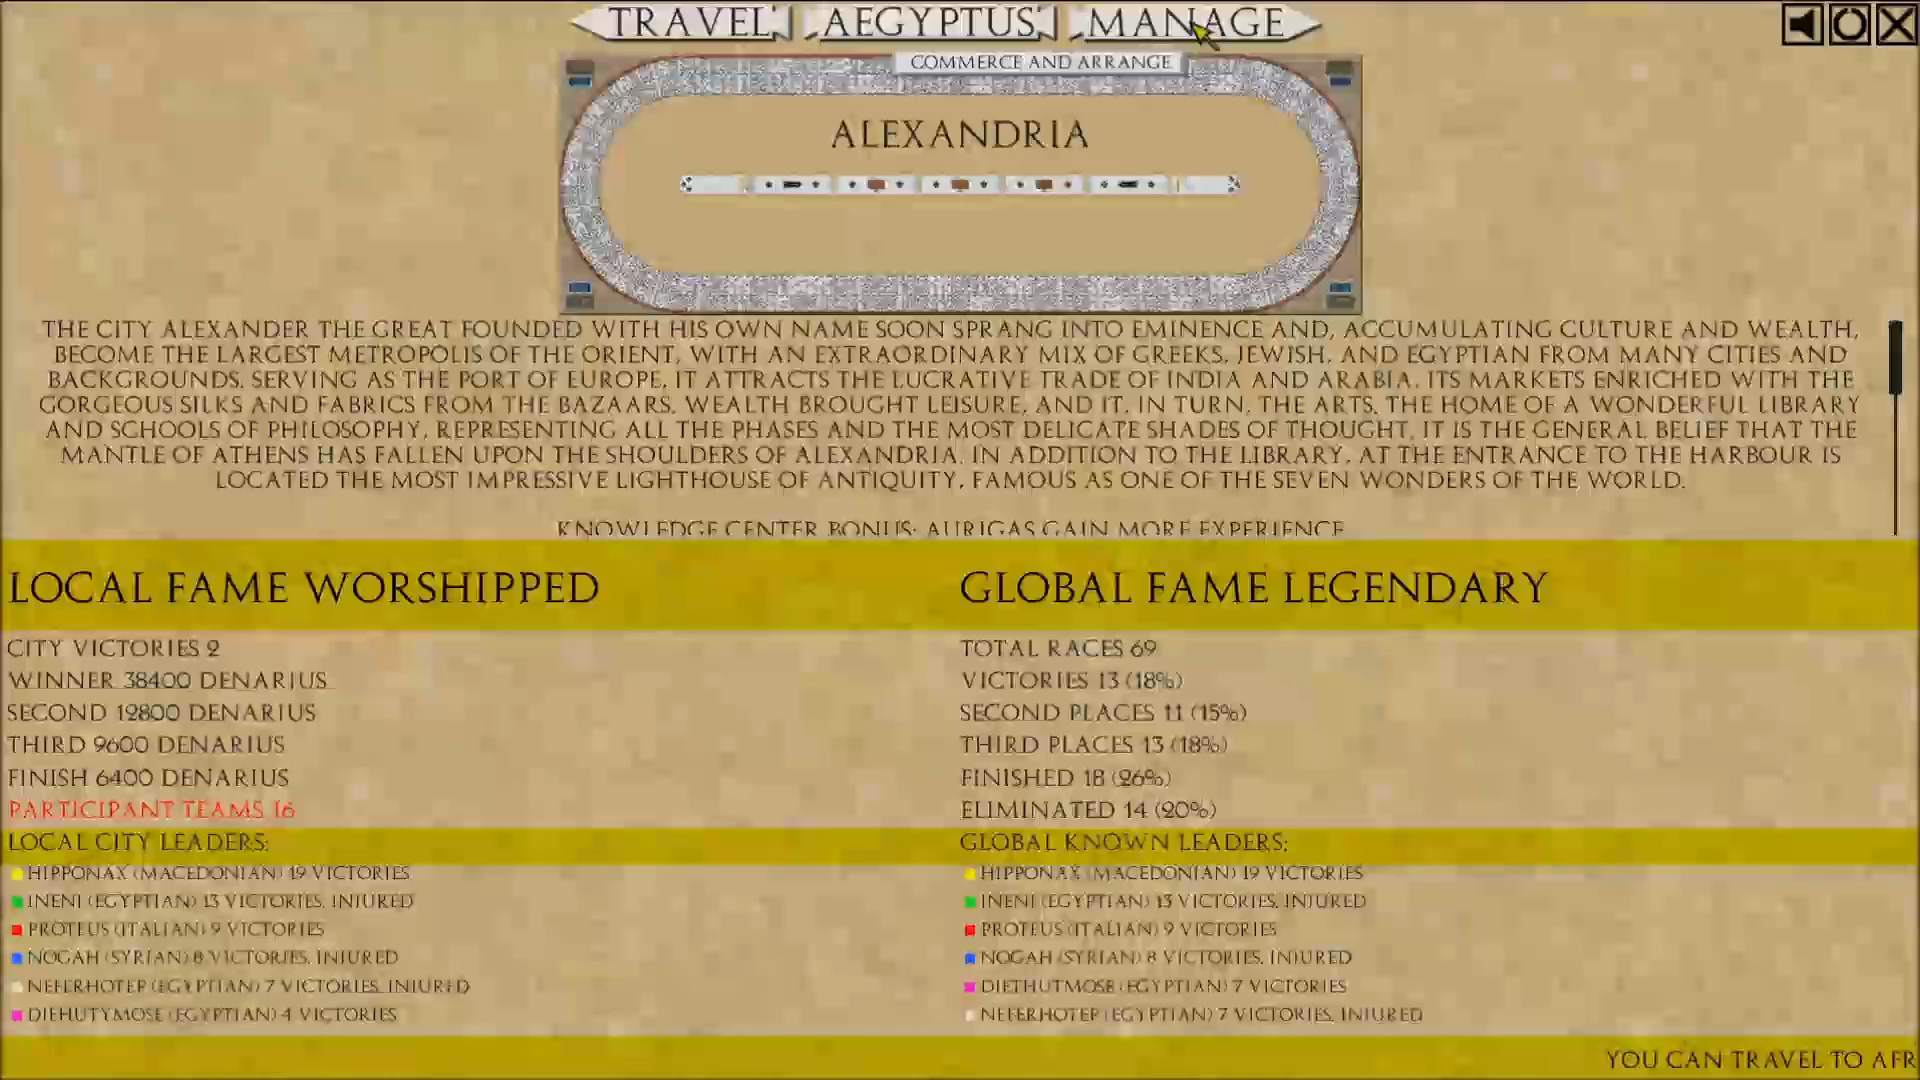 TRAVEL AEGYPTUS MANAGE
COMMERCE AND ARRANGE
ALEXANDRIA
THE CITY ALEXANDER THE GREAT FOUNDED WITH HIS OWN NAME SOON SPRANG INTO EMINENCE AND, ACCUMULATING CULTURE AND WEALTH,
BECOME THE LARGEST METROPOLIS OF THE ORIENT, WITH AN EXTRAORDINARY MIX OF GREEKS, JEWISH, AND EGYPTIAN FROM MANY CITIES AND
BACKGROUNDS. SERVING AS THE PORT OF EUROPE, IT ATTRACTS THE LUCRATIVE TRADE OF INDIA AND ARABIA, ITS MARKETS ENRICHED WITH THE
GORGEOUS SILKS AND FABRICS FROM THE BAZAARS. WEALTH BROUGHT LEISURE, AND IT, IN TURN, THE ARTS. THE HOME OF A WONDERFUL LIBRARY
AND SCHOOLS OF PHILOSOPHY, REPRESENTING ALL THE PHASES AND THE MOST DELICATE SHADES OF THOUGHT. IT IS THE GENERAL BELIEF THAT THE
MANTLE OF ATHENS HAS FALLEN UPON THE SHOULDERS OF ALEXANDRIA. IN ADDITION TO THE LIBRARY, AT THE ENTRANCE TO THE HARBOUR IS
LOCATED THE MOST IMPRESSIVE LIGHTHOUSE OF ANTIQUITY, FAMOUS AS ONE OF THE SEVEN WONDERS OF THE WORLD.
KNOWLEDGE CENTER BONUS: AURIGAS GAIN MORE EXPERIENCE
LOCAL FAME WORSHIPPED
CITY VICTORIES 2
WINNER 38400 DENARIUS
SECOND 12800 DENARIUS
THIRD 9600 DENARIUS
FINISH 6400 DENARIUS
PARTICIPANT TEAMS 16
LOCAL CITY LEADERS:
HIPPONAX (MACEDONIAN) 19 VICTORIES
INENI (EGYPTIAN) 13 VICTORIES, INJURED
PROTEUS (ITALIAN) 9 VICTORIES
NOGAH (SYRIAN) 8 VICTORIES, INJURED
NEFERHOTEP (EGYPTIAN) 7 VICTORIES, INJURED
DIEHUTYMOSE (EGYPTIAN) 4 VICTORIES
GLOBAL FAME LEGENDARY
TOTAL RACES 69
VICTORIES 13 (18%)
SECOND PLACES 11 (15%)
THIRD PLACES 13 (18%)
FINISHED 18 (26%)
ELIMINATED 14 (20%)
GLOBAL KNOWN LEADERS:
HIPPONAX (MACEDONIAN) 19 VICTORIES
INENI (EGYPTIAN) 13 VICTORIES, INJURED
PROTEUS (ITALIAN) 9 VICTORIES
NOGAH (SYRIAN) 8 VICTORIES, INJURED
DIETHUTMOSE (EGYPTIAN) 7 VICTORIES
NEFERHOTEP (EGYPTIAN) 7 VICTORIES, INJURED
YOU CAN TRAVEL TO AFR